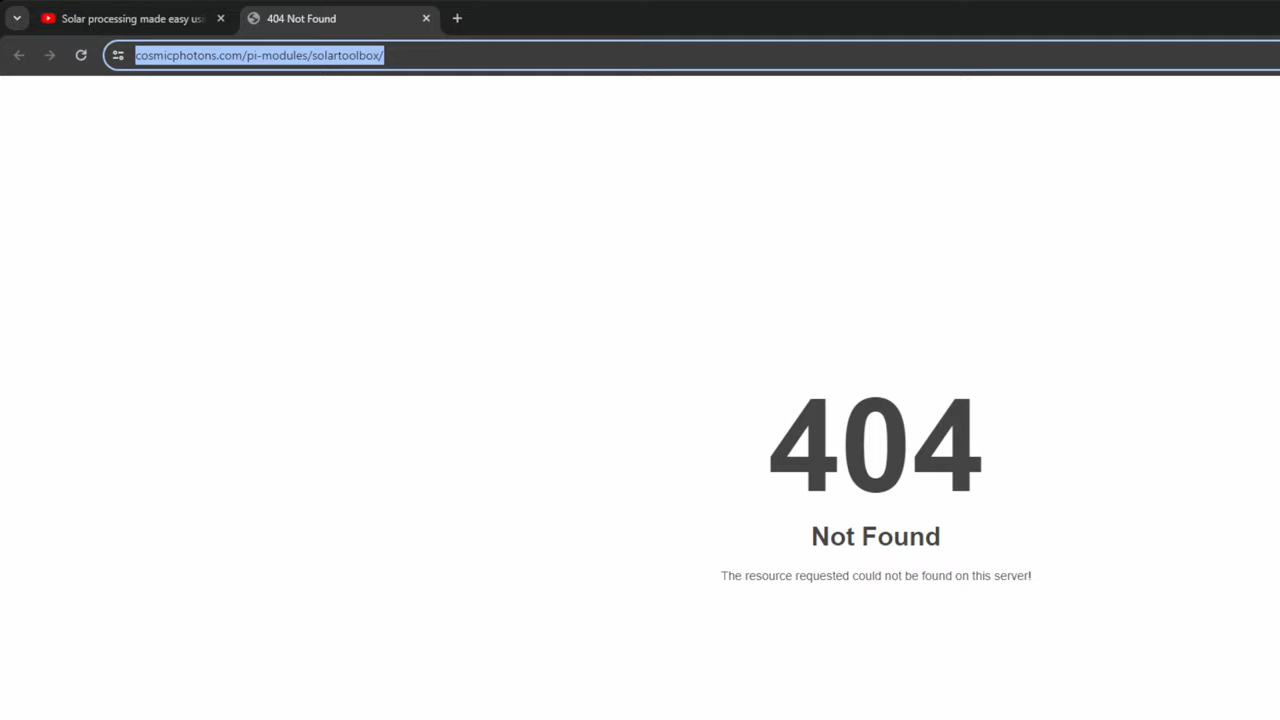 Solar processing made easy us
404 Not Found
cosmicphotons.com/pi-modules/solartoolbox/
404
Not Found
The resource requested could not be found on this server!